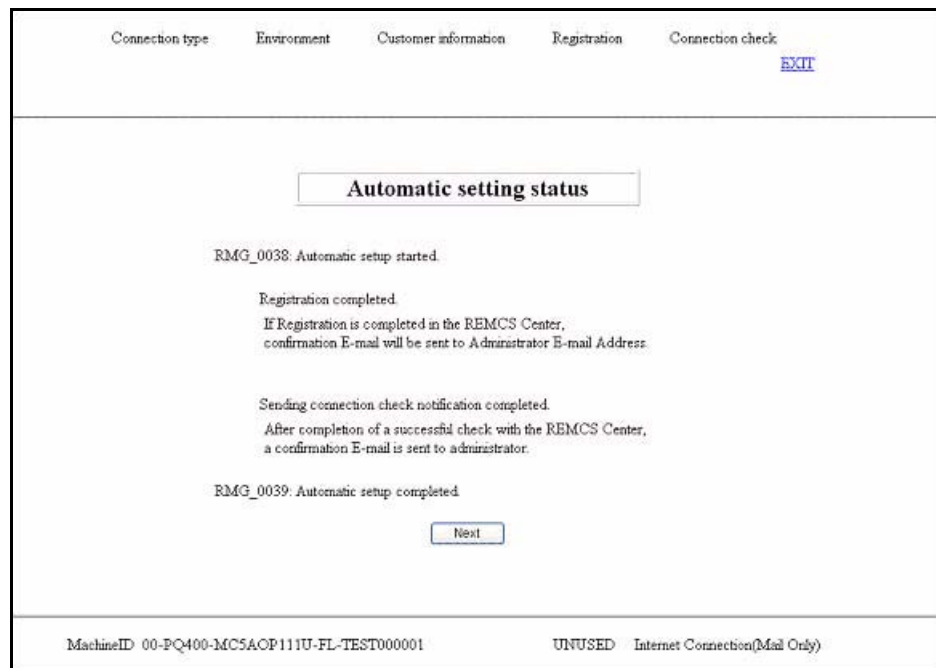 Connection type Environment Customer information Registration Connection check
EXIT
Automatic setting status
RMG_0038: Automatic setup started.
Registration completed.
If Registration is completed in the REMCS Center,
confirmation E-mail will be sent to Administrator E-mail Address.
Sending connection check notification completed.
After completion of a successful check with the REMCS Center,
a confirmation E-mail is sent to administrator.
RMG_0039: Automatic setup completed.
Next
MachineID 00-PQ400-MC5AOP111U-FL-TEST000001 UNUSED Internet Connection(Mail Only)